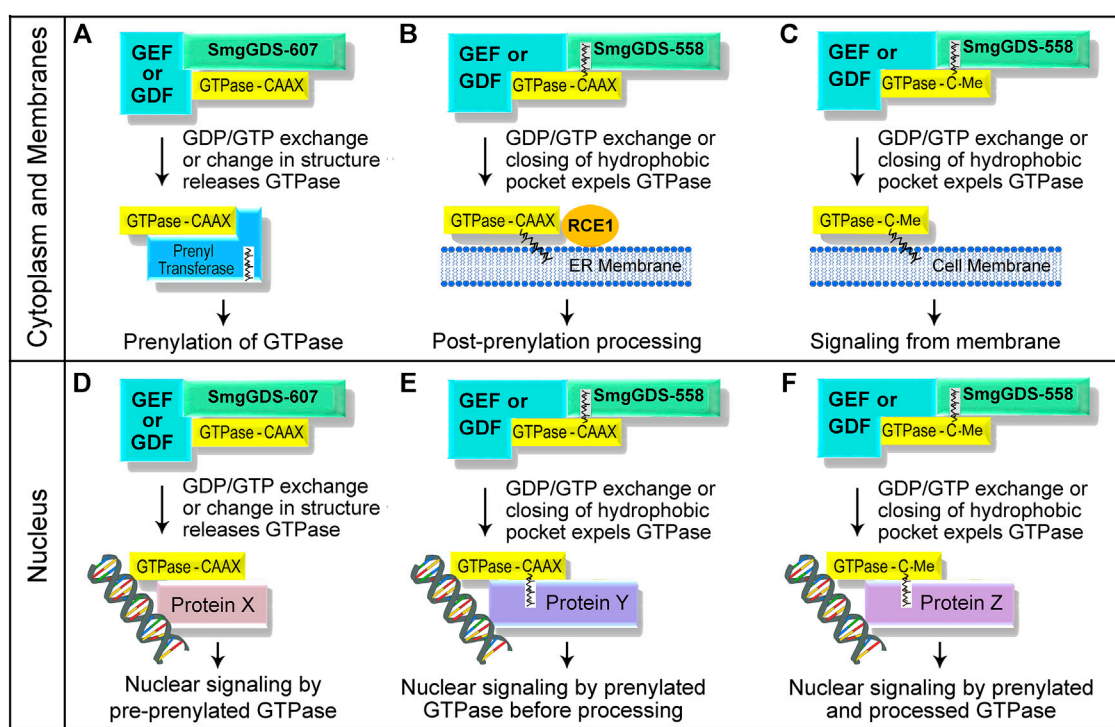 Cytoplasm and Membranes
A
GEF
or
GDF
SmgGDS-607
GTPase-CAAX
GDP/GTP exchange
or change in structure
releases GTPase
GTPase-CAAX
Prenyl
Transferase
Prenylation of GTPase
B
GEF or
GDF
SmgGDS-558
GTPase-CAAX
GDP/GTP exchange or
closing of hydrophobic
pocket expels GTPase
GTPase-CAAX
RCE1
ER Membrane
Post-prenylation processing
C
GEF or
GDF
SmgGDS-558
GTPase-C-Me
GDP/GTP exchange or
closing of hydrophobic
pocket expels GTPase
GTPase-C-Me
Cell Membrane
Signaling from membrane
Nucleus
D
GEF
or
GDF
SmgGDS-607
GTPase-CAAX
GDP/GTP exchange
or change in structure
releases GTPase
GTPase-CAAX
Protein X
Nuclear signaling by
pre-prenylated GTPase
E
GEF or
GDF
SmgGDS-558
GTPase-CAAX
GDP/GTP exchange or
closing of hydrophobic
pocket expels GTPase
GTPase-CAAX
Protein Y
Nuclear signaling by prenylated
GTPase before processing
F
GEF or
GDF
SmgGDS-558
GTPase-C-Me
GDP/GTP exchange or
closing of hydrophobic
pocket expels GTPase
GTPase-C-Me
Protein Z
Nuclear signaling by prenylated
and processed GTPase